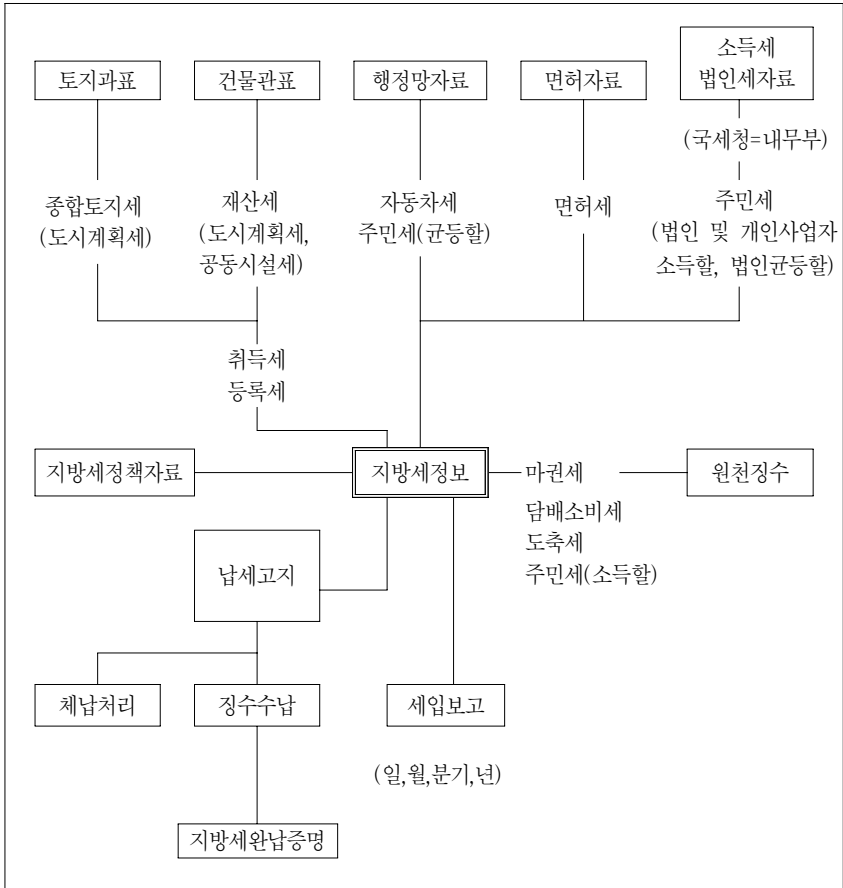 소득세
법인세자료
토지과표
건물관표
행정망자료
면허자료
(국세청=내무부)
종합토지세
(도시계획세)
재산세
(도시계획세,
공동시설세)
자동차세
주민세(균등할)
면허세
주민세
(법인 및 개인사업자
소득할, 법인균등할)
취득세
등록세
지방세정책자료
지방세정보
마권세
원천징수
담배소비세
도축세
주민세(소득할)
납세고지
체납처리
징수수납
세입보고
(일,월,분기,년)
지방세완납증명